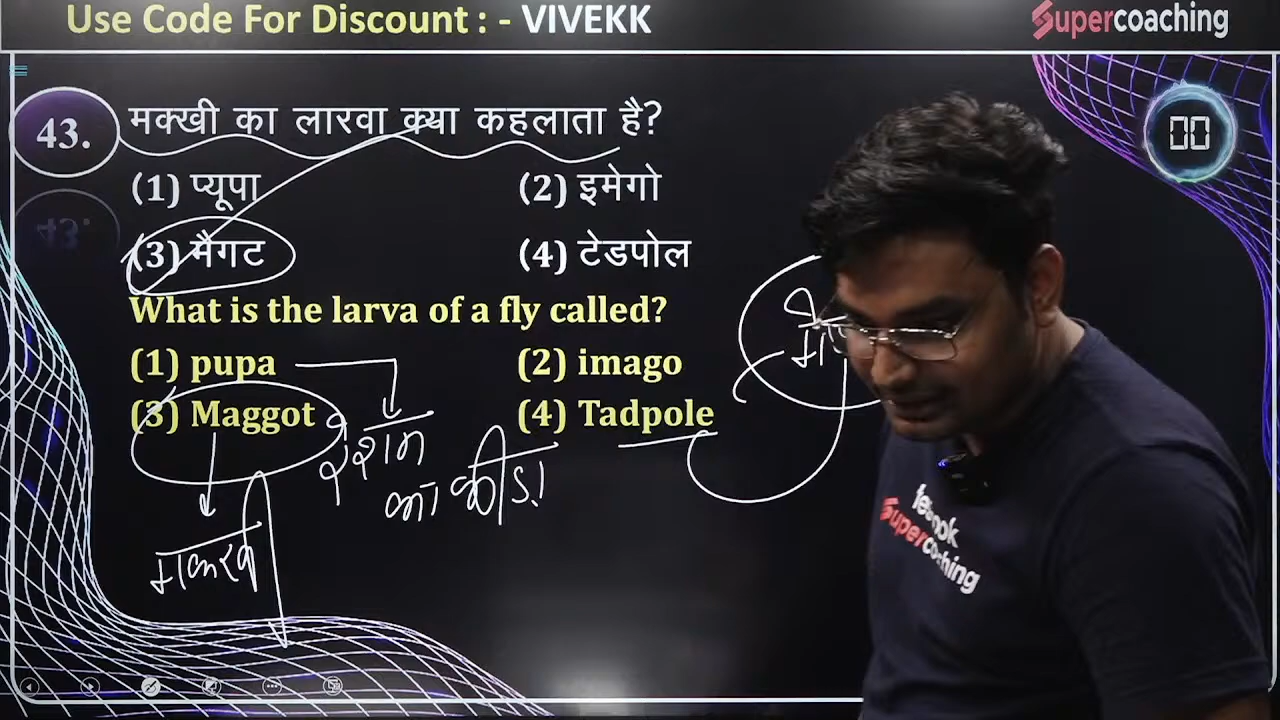 Use Code For Discount : - VIVEKK
Supercoaching
43.
मक्खी का लारवा क्या कहलाता है?
00
(1) प्यूपा
(2) इमेगो
(3) मैगट
(4) टेडपोल
What is the larva of a fly called?
(1) pupa
(2) imago
(3) Maggot
(4) Tadpole
रेशम
का कीड़ा
मक्खी
testbook
Supercoaching